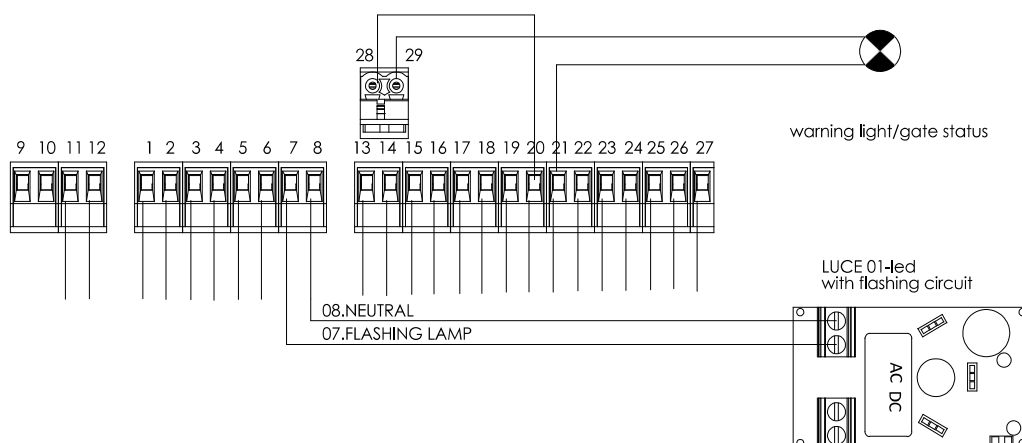 28 29
warning light/gate status
9 10 11 12 1 2 3 4 5 6 7 8 13 14 15 16 17 18 19 20 21 22 23 24 25 26 27
LUCE 01-led
with flashing circuit
08.NEUTRAL
07.FLASHING LAMP
AC DC